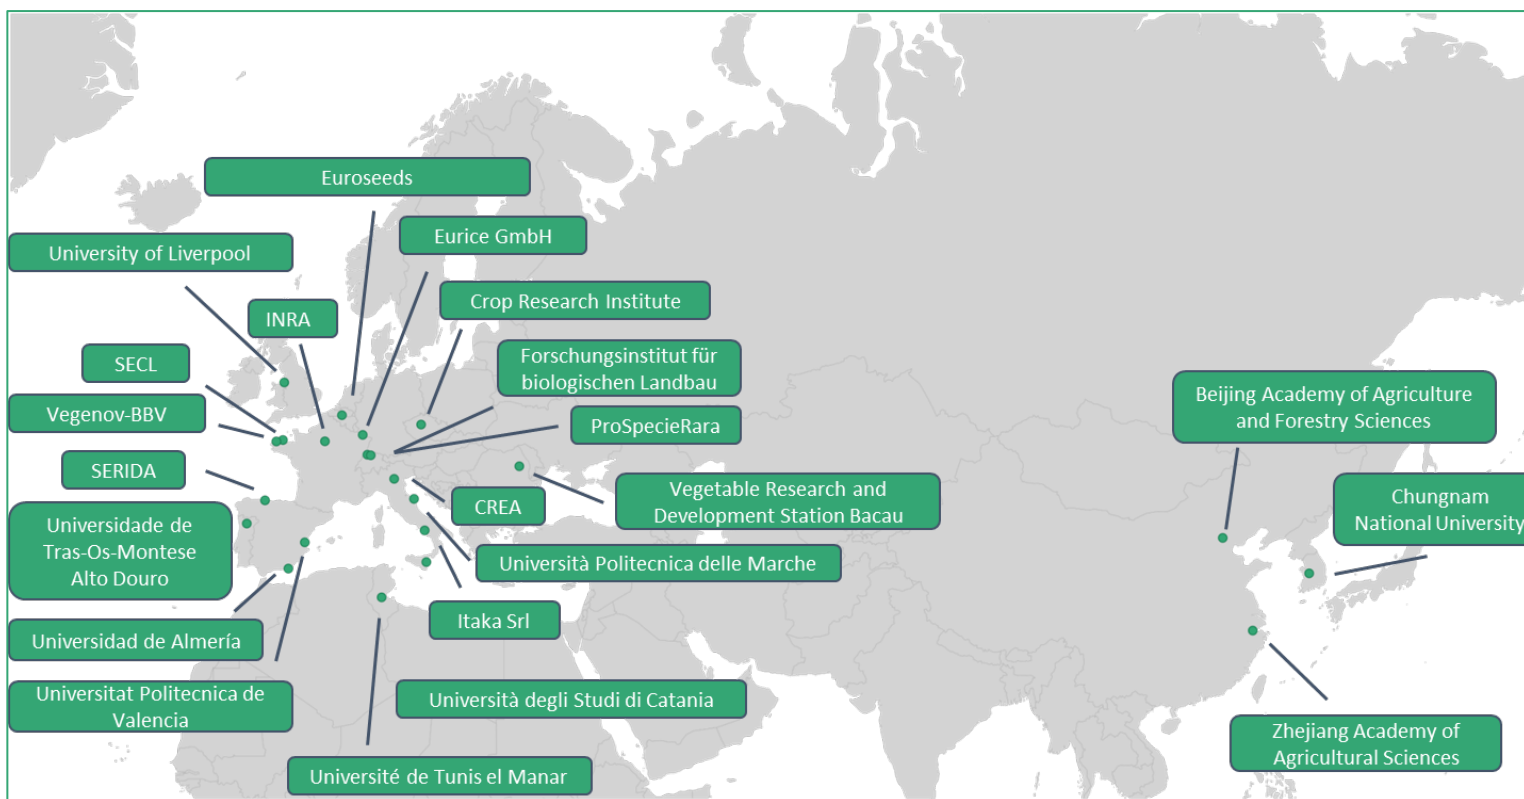 Euroseeds
Eurice GmbH
University of Liverpool
Crop Research Institute
INRA
SECL
Forschungsinstitut für
biologischen Landbau
Vegenov-BBV
ProSpecieRara
Beijing Academy of Agriculture
and Forestry Sciences
SERIDA
CREA
Vegetable Research and
Development Station Bacau
Chungnam
National University
Universidade de
Tras-Os-Montese
Alto Douro
Università Politecnica delle Marche
Itaka Srl
Universidad de Almería
Universitat Politecnica de
Valencia
Università degli Studi di Catania
Zhejiang Academy of
Agricultural Sciences
Université de Tunis el Manar